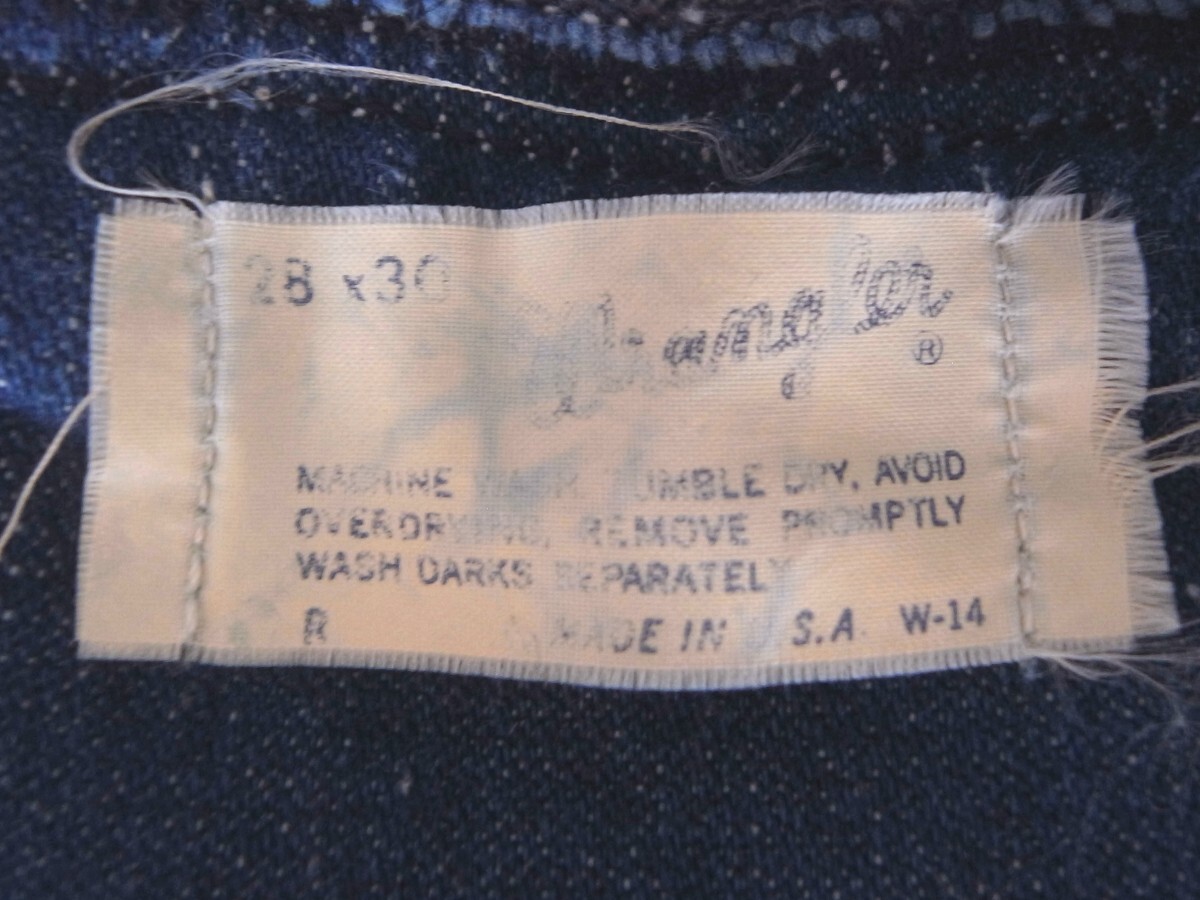 28 x30
Wrangler
®
MACHINE WASH, TUMBLE DRY, AVOID
OVERDRYING, REMOVE PROMPTLY
WASH DARKS SEPARATELY
R MADE IN U.S.A. W-14